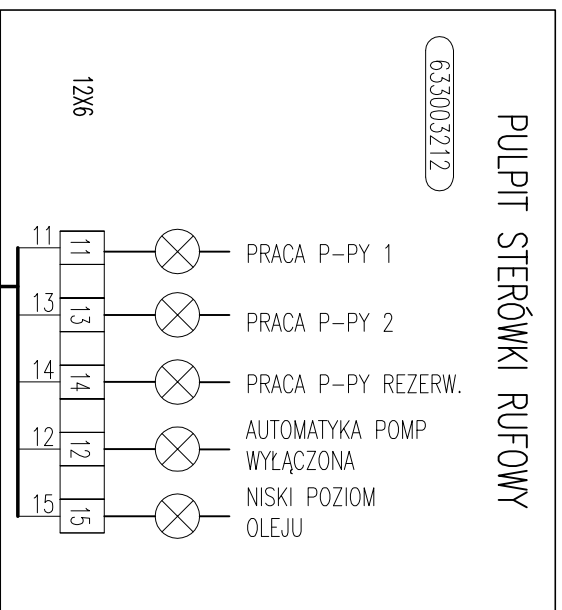 PULPIT STERÓWKI RUFOWY
6333003212
12X6
11 11 PRACA P-PY 1
13 13 PRACA P-PY 2
14 14 PRACA P-PY REZERW.
12 12 AUTOMATYKA POMP
WYŁĄCZONA
15 15 NISKI POZIOM
OLEJU